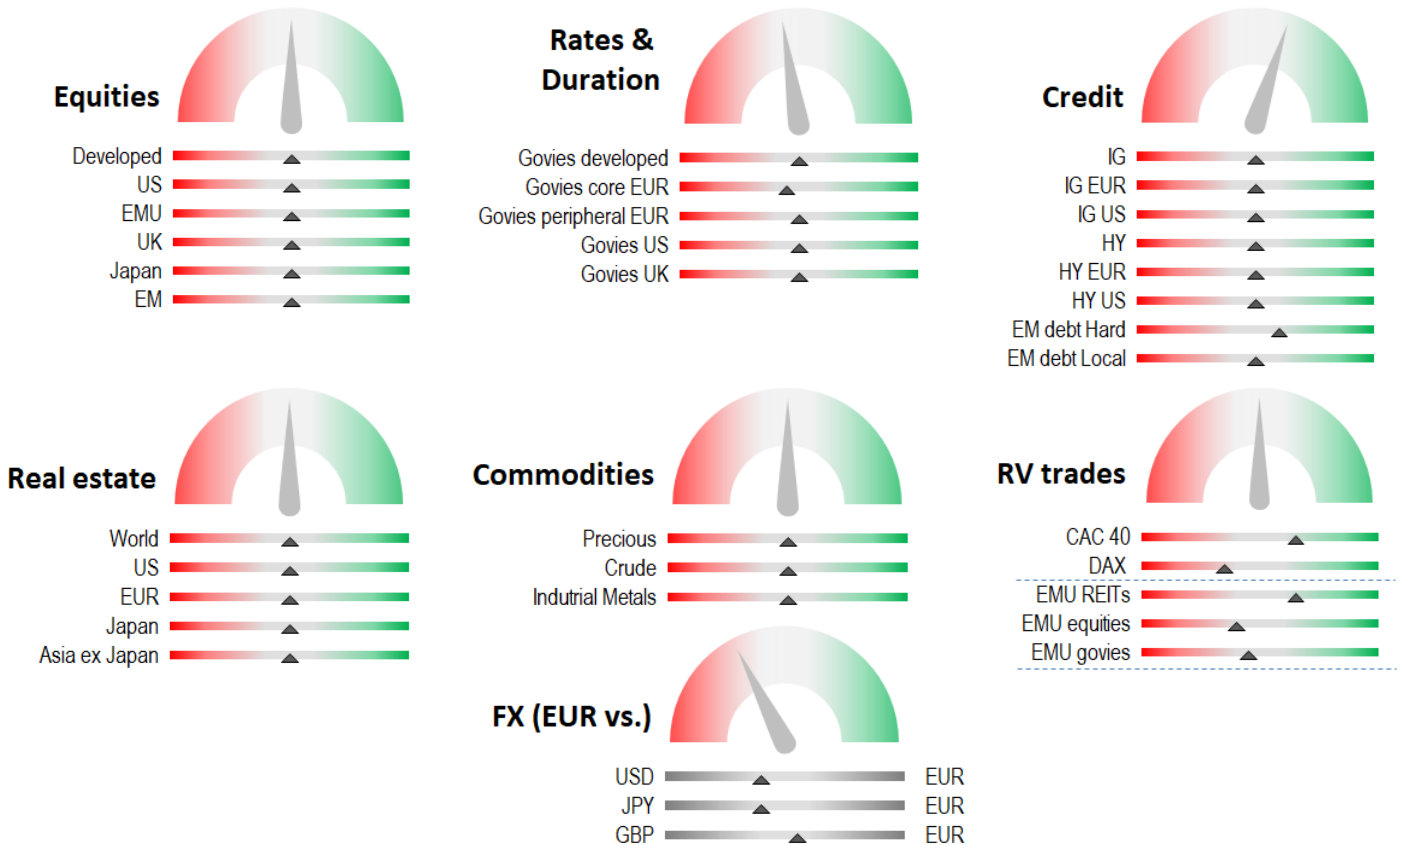 Equities
Developed
US
EMU
UK
Japan
EM
Rates &
Duration
Govies developed
Govies core EUR
Govies peripheral EUR
Govies US
Govies UK
Credit
IG
IG EUR
IG US
HY
HY EUR
HY US
EM debt Hard
EM debt Local
Real estate
World
US
EUR
Japan
Asia ex Japan
Commodities
Precious
Crude
Indutrial Metals
RV trades
CAC 40
DAX
EMU REITs
EMU equities
EMU govies
FX (EUR vs.)
USD EUR
JPY EUR
GBP EUR